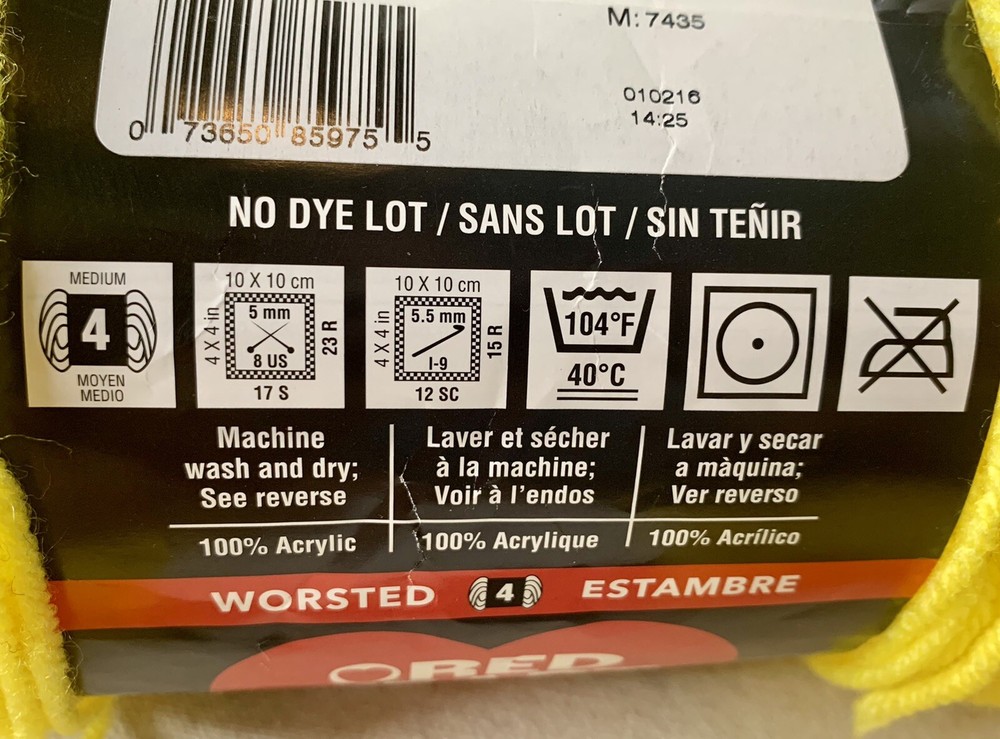 M: 7435
010216
14:25
0 73650 85975 5
NO DYE LOT / SANS LOT / SIN TEÑIR
MEDIUM
4
MOYEN
MEDIO
10 X 10 cm
4 X 4 in
5 mm
8 US
23 R
17 S
10 X 10 cm
4 X 4 in
5.5 mm
I-9
15 R
12 SC
104°F
40°C
Machine
wash and dry;
See reverse
100% Acrylic
Laver et sécher
à la machine;
Voir à l'endos
100% Acrylique
Lavar y secar
a màquina;
Ver reverso
100% Acrílico
WORSTED 4 ESTAMBRE
RED